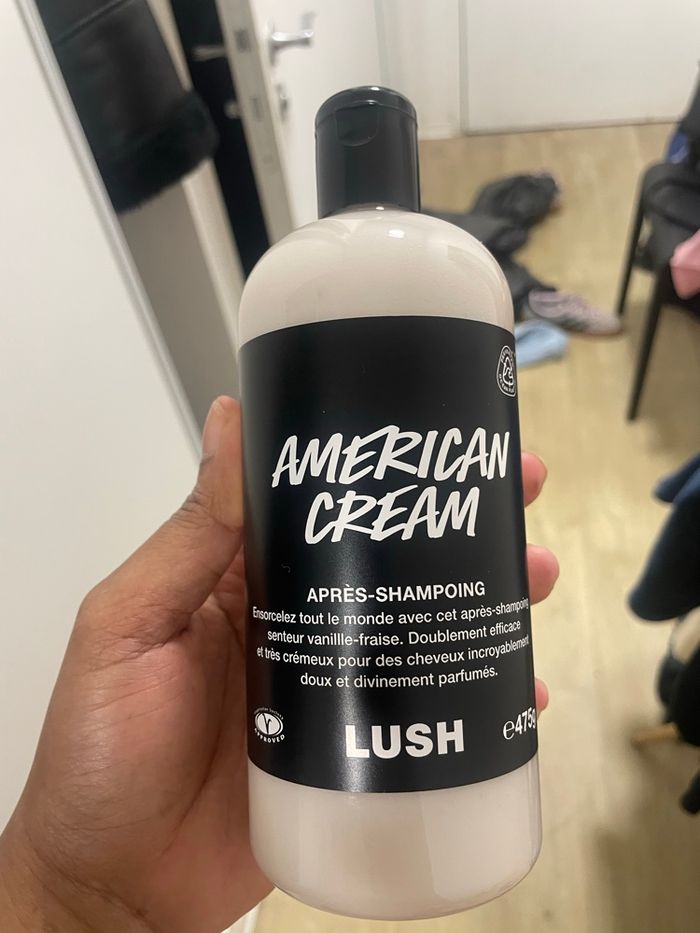 AMERICAN
CREAM
APRÈS-SHAMPOING
Ensorcelez tout le monde avec cet après-shampoing
senteur vanillle-fraise. Doublement efficace
et très crémeux pour des cheveux incroyablement
doux et divinement parfumés.
APPROVED
LUSH
℮475g